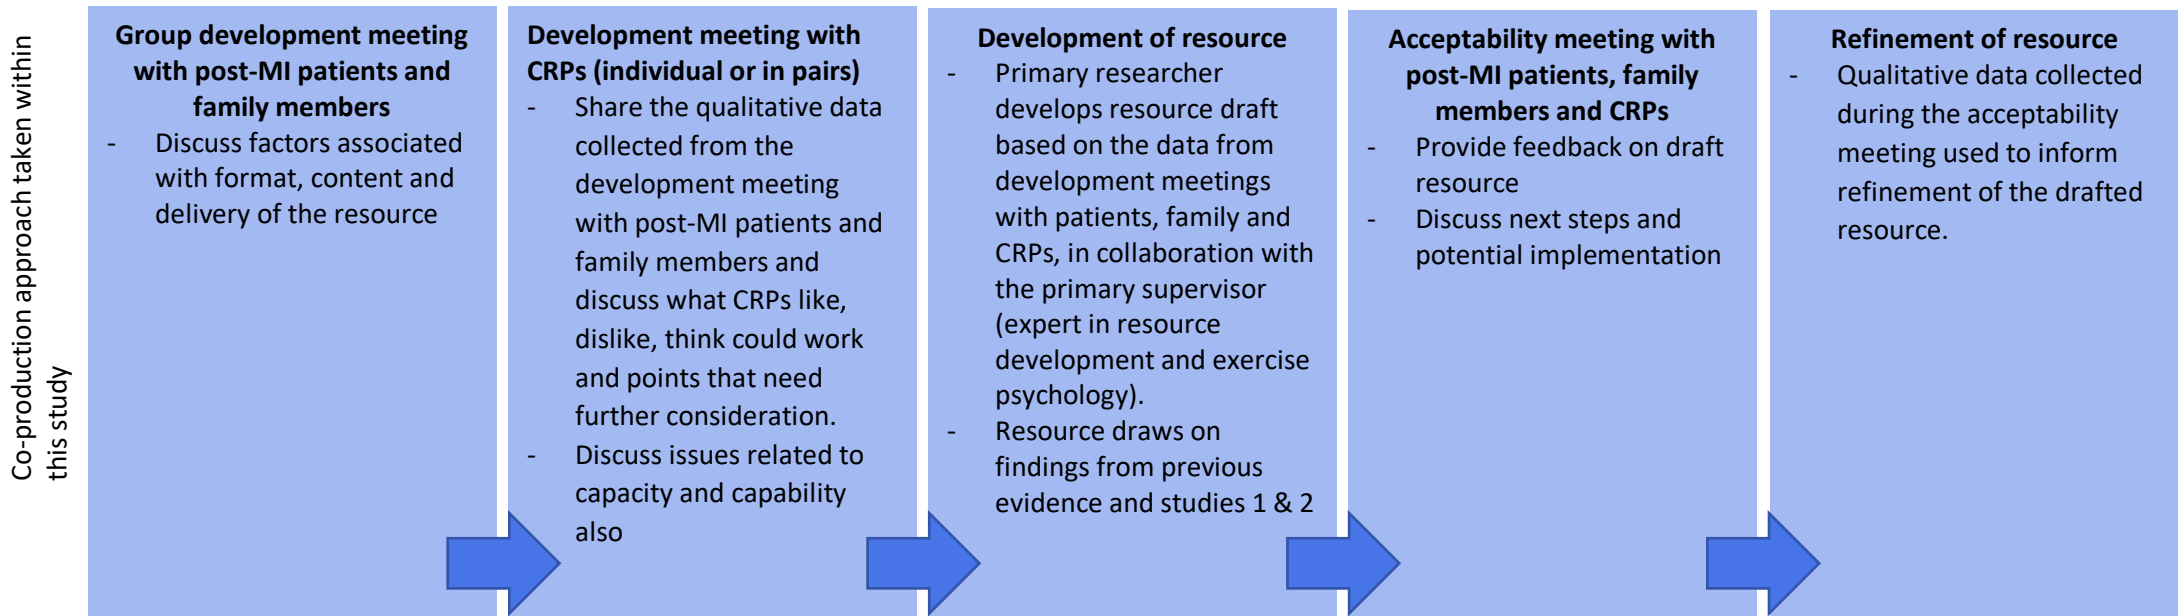 Co-production approach taken within
this study
Group development meeting
with post-MI patients and
family members
- Discuss factors associated
with format, content and
delivery of the resource
Development meeting with
CRPs (individual or in pairs)
- Share the qualitative data
collected from the
development meeting
with post-MI patients and
family members and
discuss what CRPs like,
dislike, think could work
and points that need
further consideration.
- Discuss issues related to
capacity and capability
also
Development of resource
- Primary researcher
develops resource draft
based on the data from
development meetings
with patients, family and
CRPs, in collaboration with
the primary supervisor
(expert in resource
development and exercise
psychology).
- Resource draws on
findings from previous
evidence and studies 1 & 2
Acceptability meeting with
post-MI patients, family
members and CRPs
- Provide feedback on draft
resource
- Discuss next steps and
potential implementation
Refinement of resource
- Qualitative data collected
during the acceptability
meeting used to inform
refinement of the drafted
resource.